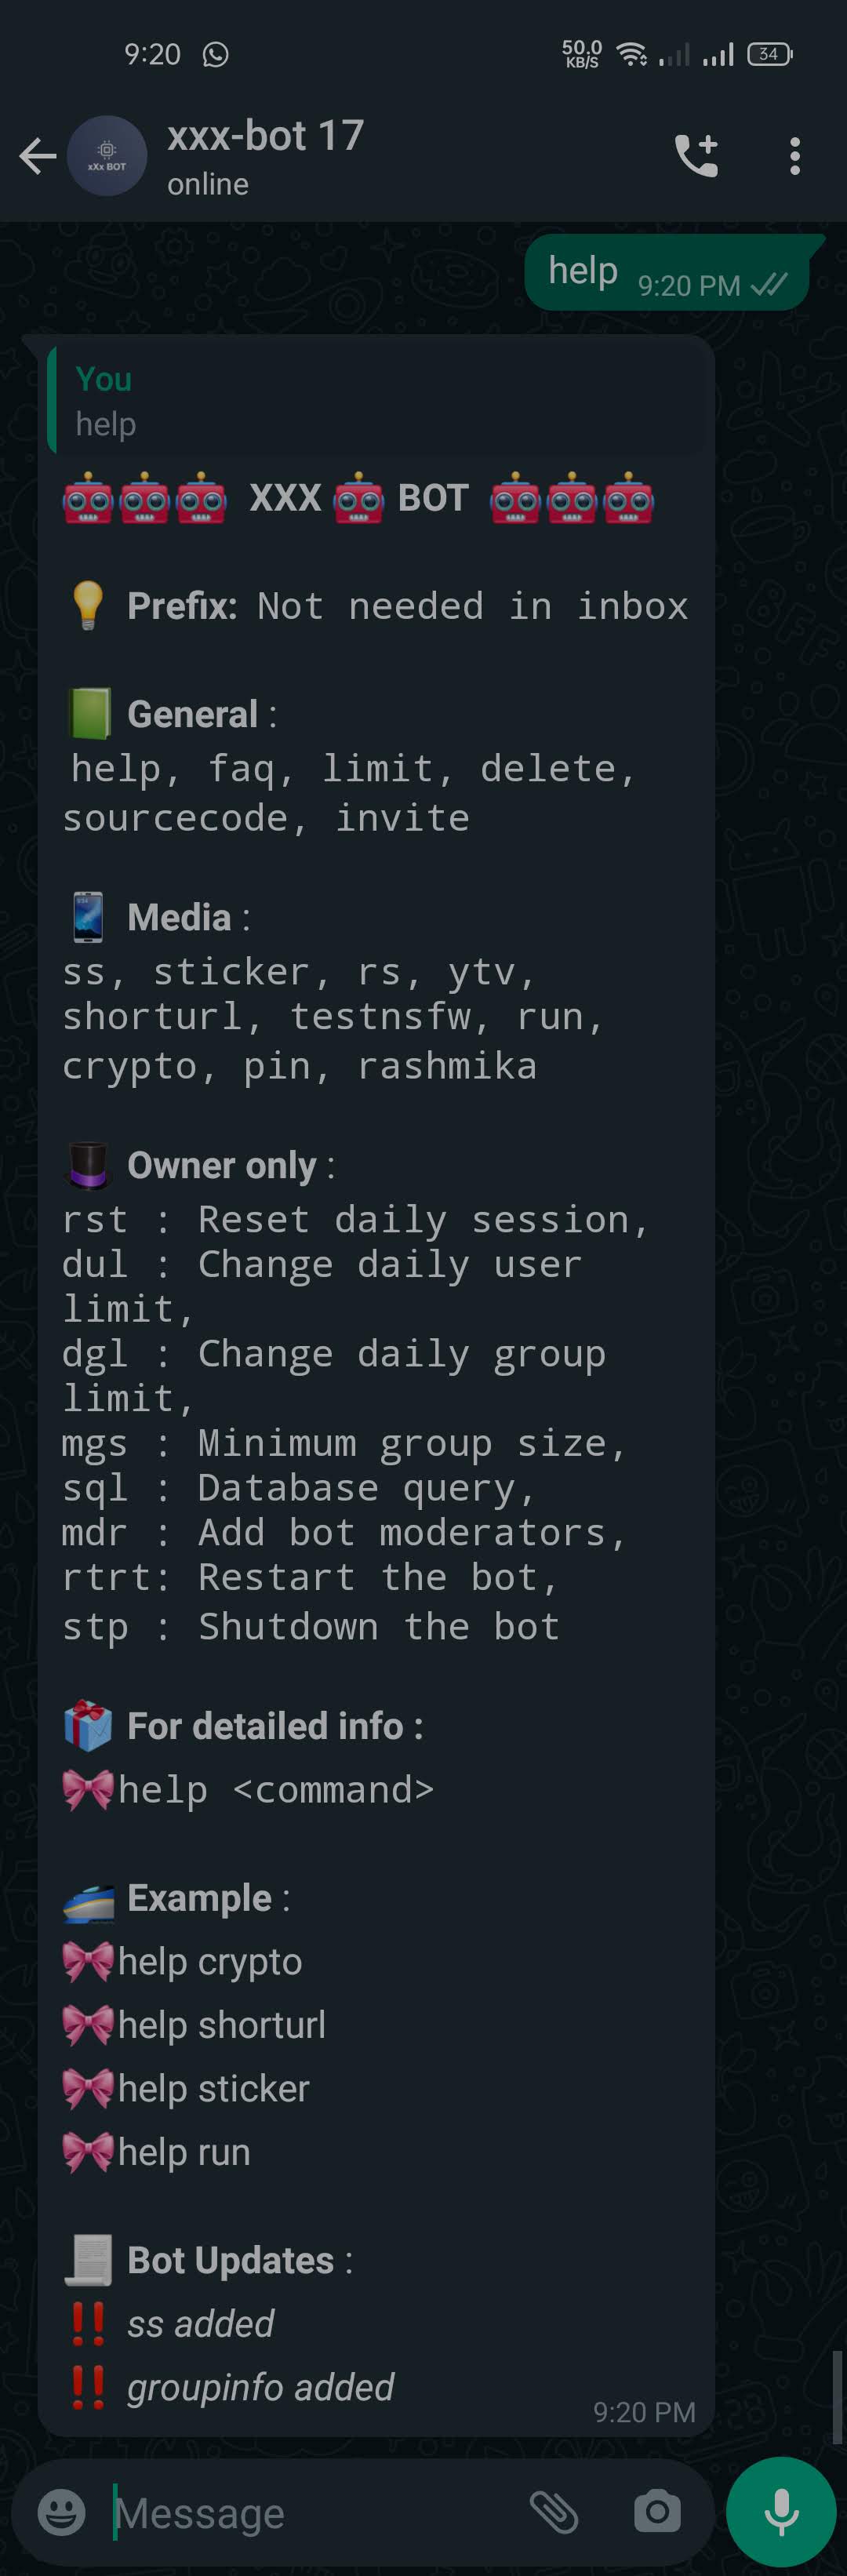 9:20
50.0
KB/S
34
xXx BOT
xxx-bot 17
online
help 9:20 PM
You
help
XXX BOT
Prefix: Not needed in inbox
General :
help, faq, limit, delete,
sourcecode, invite
Media :
ss, sticker, rs, ytv,
shorturl, testnsfw, run,
crypto, pin, rashmika
Owner only :
rst : Reset daily session,
dul : Change daily user
limit,
dgl : Change daily group
limit,
mgs : Minimum group size,
sql : Database query,
mdr : Add bot moderators,
rtrt: Restart the bot,
stp : Shutdown the bot
For detailed info :
help <command>
Example :
help crypto
help shorturl
help sticker
help run
Bot Updates :
‼ ss added
‼ groupinfo added
9:20 PM
Message